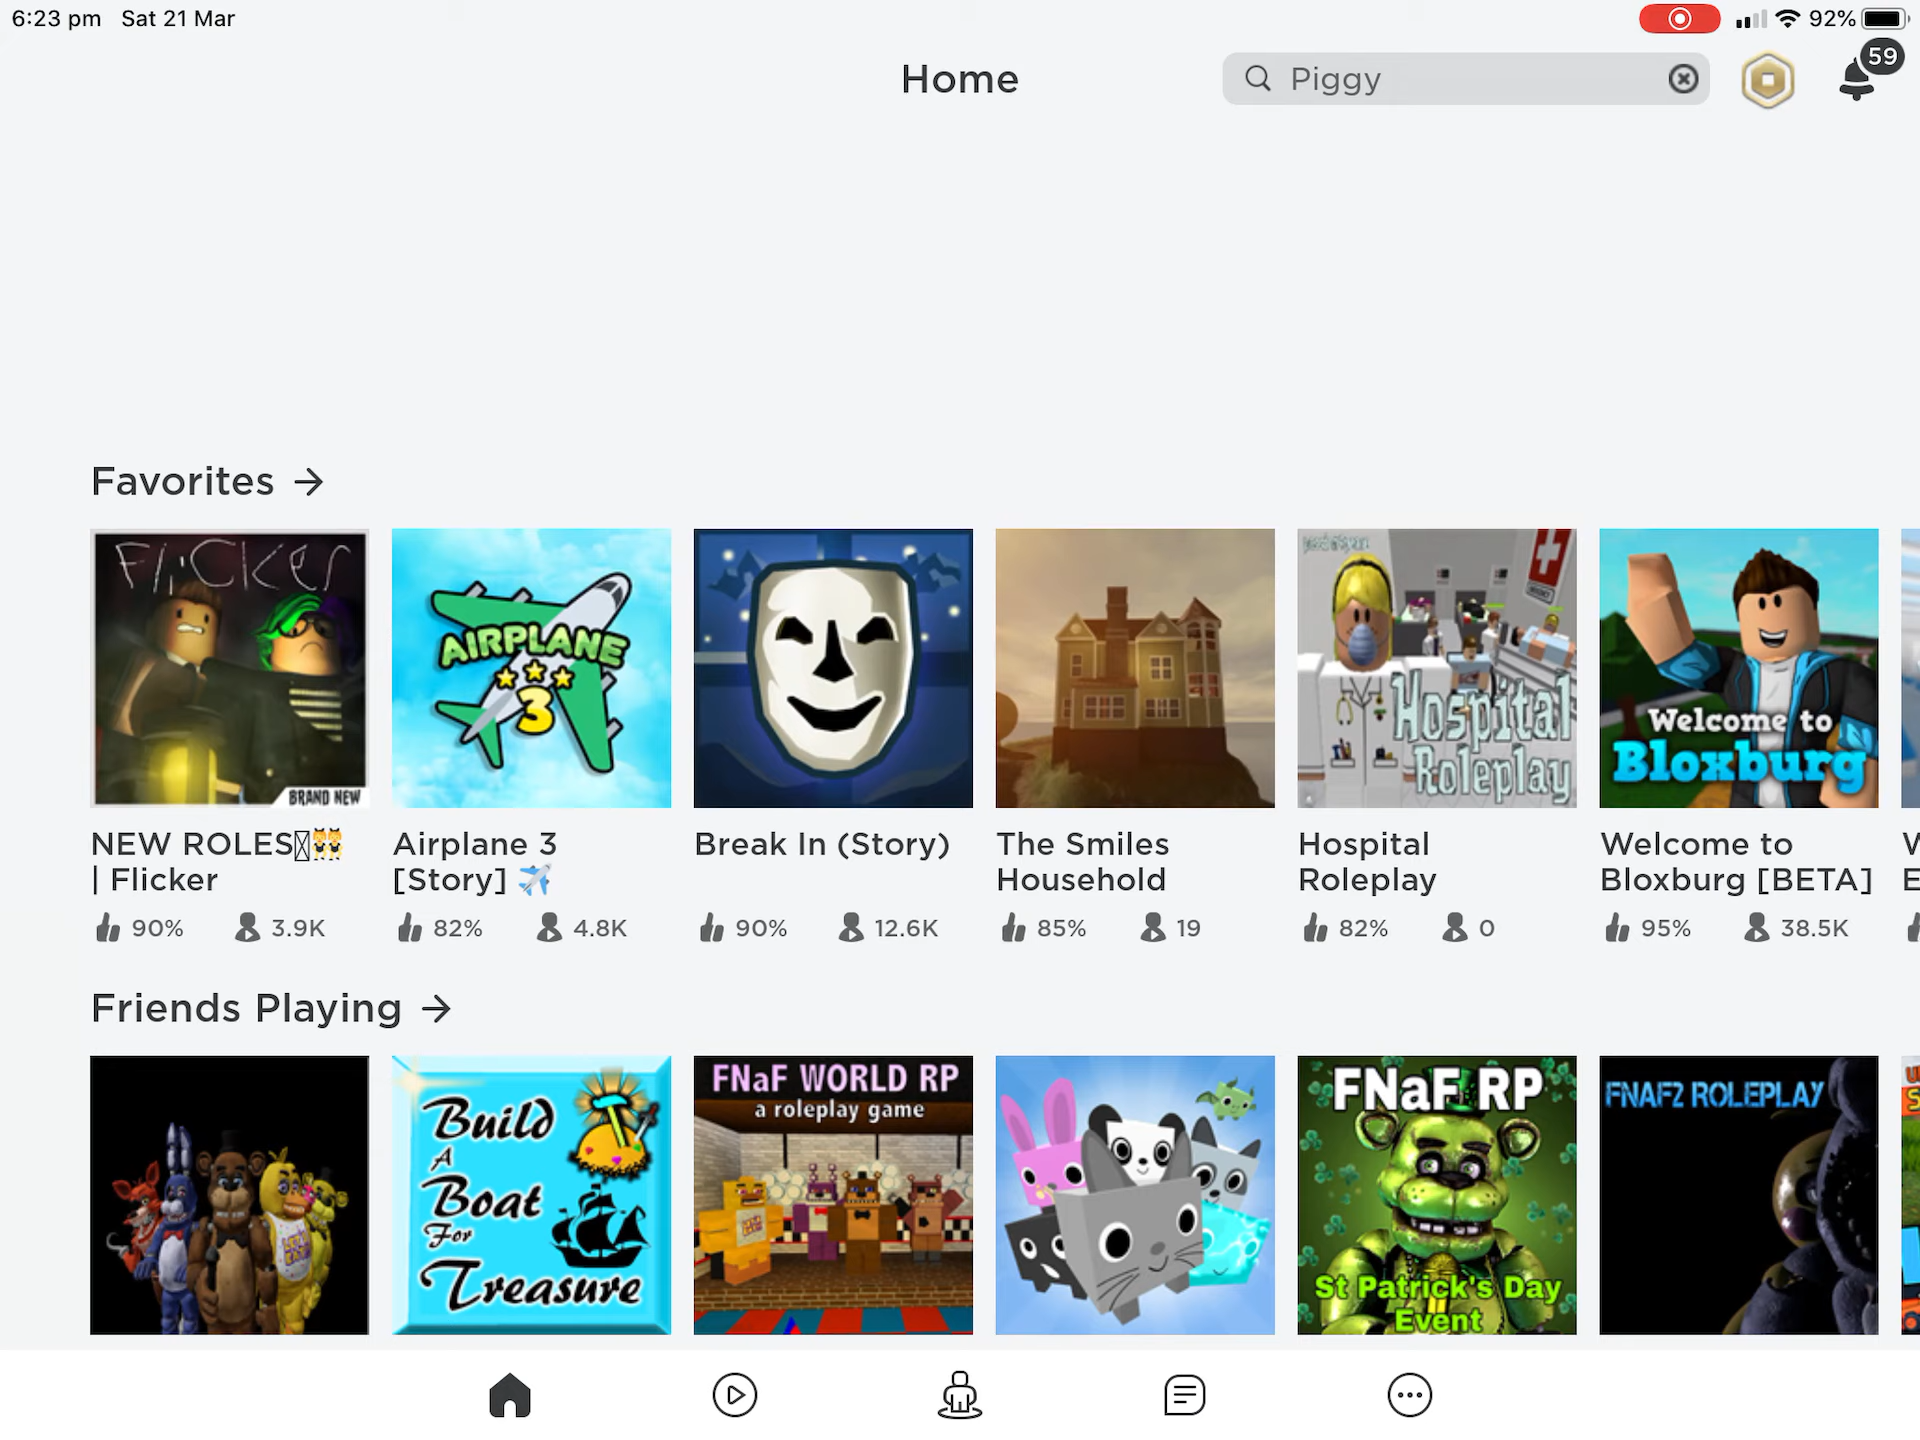 6:23 pm Sat 21 Mar
92%
Home
Piggy
59
Favorites →
FLiCKer
BRAND NEW
AIRPLANE
3
Hospital
Roleplay
Welcome to
Bloxburg
NEW ROLES👯
| Flicker
90% 3.9K
Airplane 3
[Story] ✈️
82% 4.8K
Break In (Story)
90% 12.6K
The Smiles
Household
85% 19
Hospital
Roleplay
82% 0
Welcome to
Bloxburg [BETA]
95% 38.5K
Friends Playing →
Build
A
Boat
For
Treasure
FNaF WORLD RP
a roleplay game
FNaF RP
St Patrick's Day
Event
FNAF2 ROLEPLAY